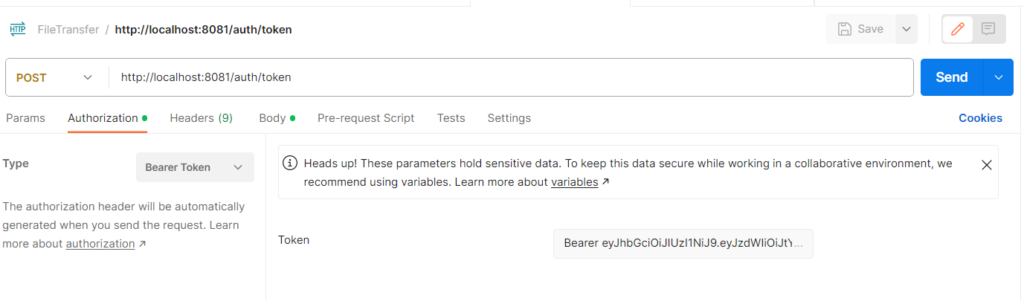 HTTP FileTransfer / http://localhost:8081/auth/token Save
POST http://localhost:8081/auth/token Send
Params Authorization Headers (9) Body Pre-request Script Tests Settings Cookies
Type Bearer Token
The authorization header will be automatically
generated when you send the request. Learn
more about authorization ↗
Heads up! These parameters hold sensitive data. To keep this data secure while working in a collaborative environment, we
recommend using variables. Learn more about variables ↗
Token Bearer eyJhbGciOiJIUzI1NiJ9.eyJzdWIiOiJtY...